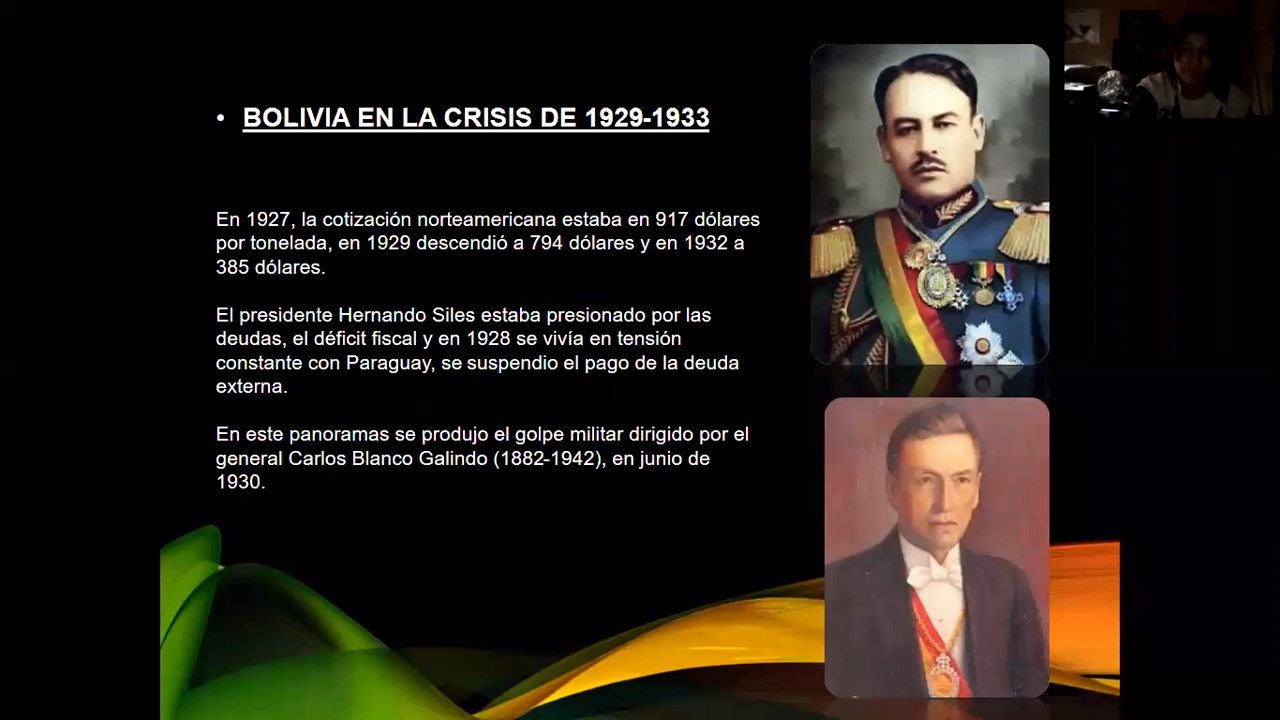 • BOLIVIA EN LA CRISIS DE 1929-1933
En 1927, la cotización norteamericana estaba en 917 dólares
por tonelada, en 1929 descendió a 794 dólares y en 1932 a
385 dólares.
El presidente Hernando Siles estaba presionado por las
deudas, el déficit fiscal y en 1928 se vivía en tensión
constante con Paraguay, se suspendio el pago de la deuda
externa.
En este panoramas se produjo el golpe militar dirigido por el
general Carlos Blanco Galindo (1882-1942), en junio de
1930.